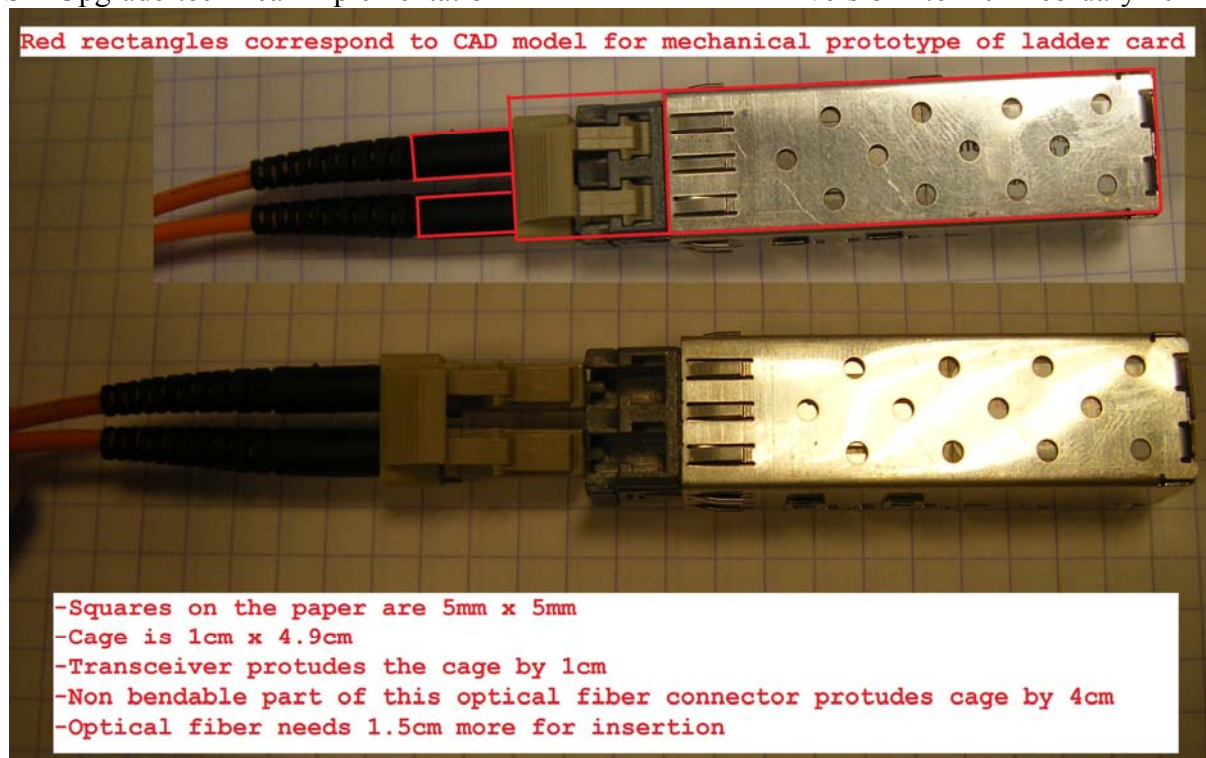 Red rectangles correspond to CAD model for mechanical prototype of ladder card
-Squares on the paper are 5mm x 5mm
-Cage is 1cm x 4.9cm
-Transceiver protudes the cage by 1cm
-Non bendable part of this optical fiber connector protudes cage by 4cm
-Optical fiber needs 1.5cm more for insertion